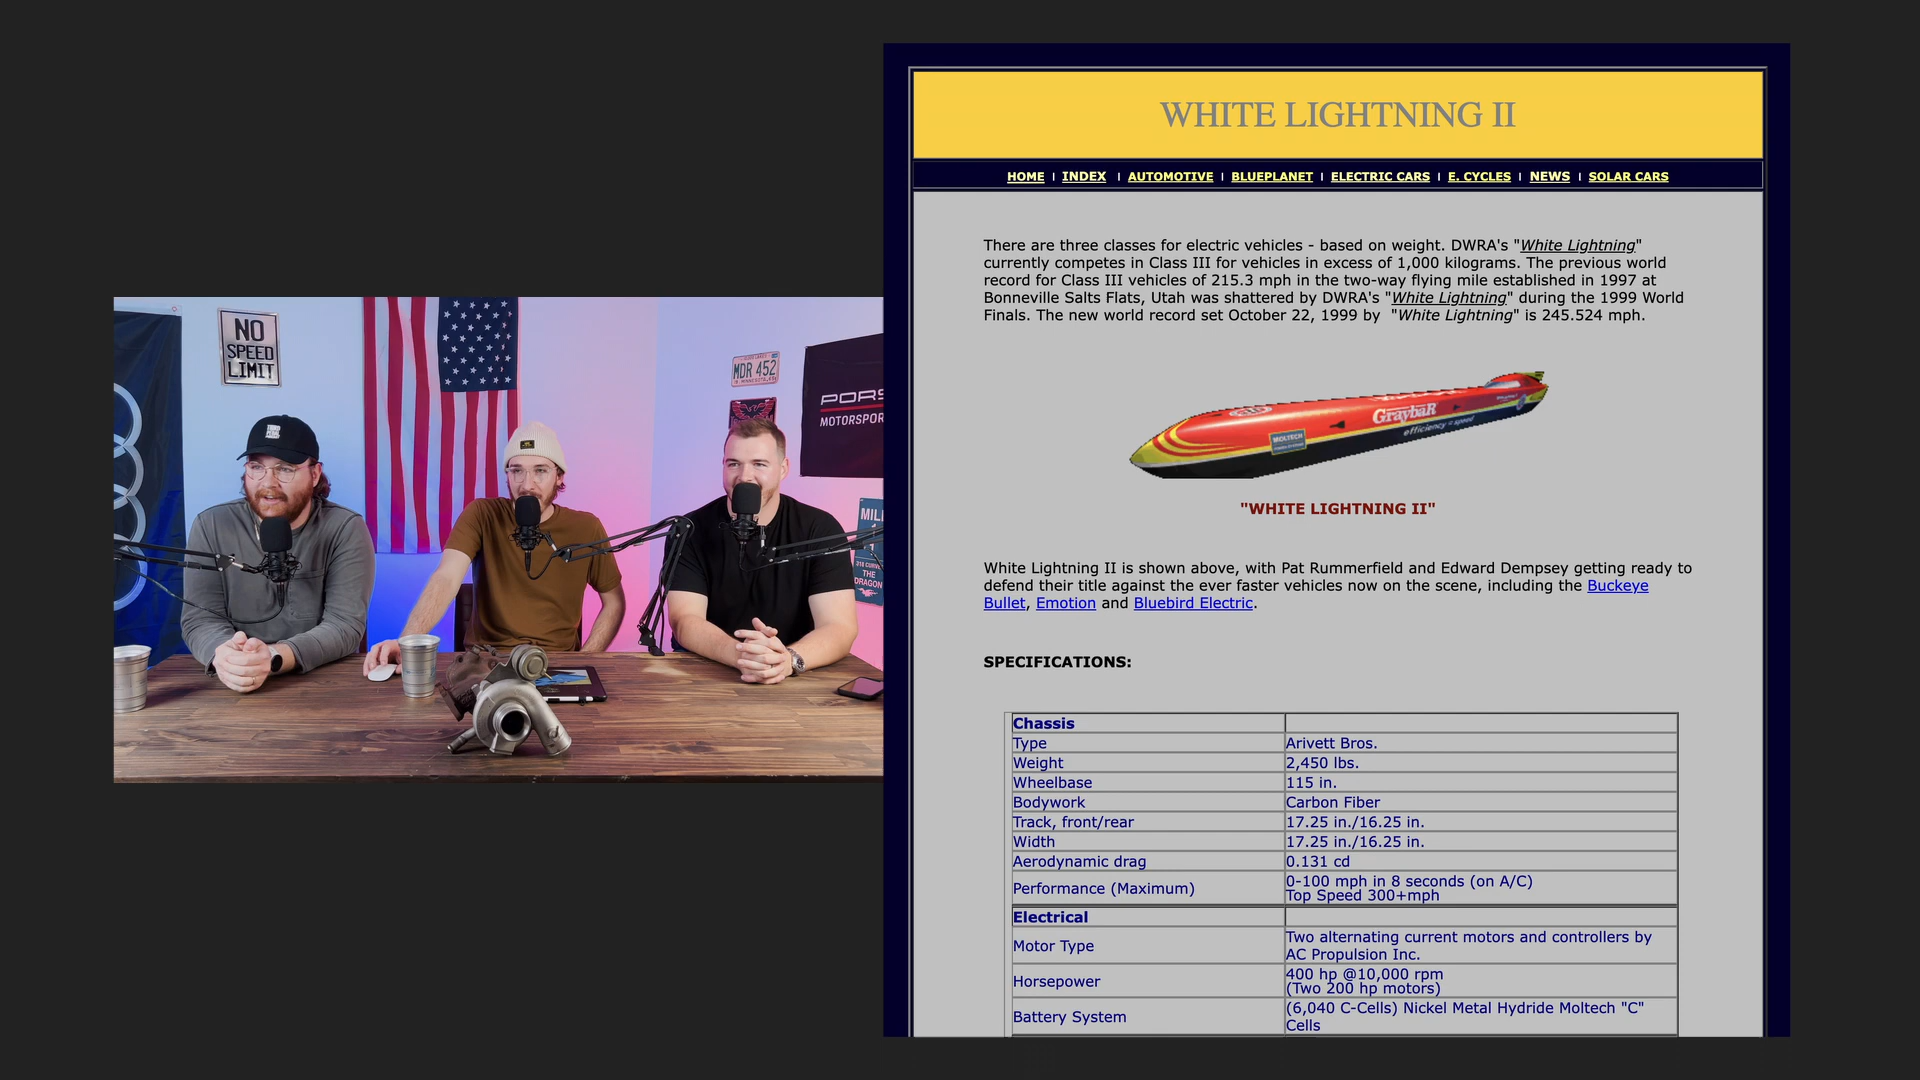 WHITE LIGHTNING II
HOME | INDEX | AUTOMOTIVE | BLUEPLANET | ELECTRIC CARS | E. CYCLES | NEWS | SOLAR CARS
There are three classes for electric vehicles - based on weight. DWRA's "White Lightning"
currently competes in Class III for vehicles in excess of 1,000 kilograms. The previous world
record for Class III vehicles of 215.3 mph in the two-way flying mile established in 1997 at
Bonneville Salts Flats, Utah was shattered by DWRA's "White Lightning" during the 1999 World
Finals. The new world record set October 22, 1999 by "White Lightning" is 245.524 mph.
GraybaR
MOLTECH
efficiency = speed
"WHITE LIGHTNING II"
White Lightning II is shown above, with Pat Rummerfield and Edward Dempsey getting ready to
defend their title against the ever faster vehicles now on the scene, including the Buckeye
Bullet, Emotion and Bluebird Electric.
SPECIFICATIONS:
Chassis
Type Arivett Bros.
Weight 2,450 lbs.
Wheelbase 115 in.
Bodywork Carbon Fiber
Track, front/rear 17.25 in./16.25 in.
Width 17.25 in./16.25 in.
Aerodynamic drag 0.131 cd
Performance (Maximum) 0-100 mph in 8 seconds (on A/C)
Top Speed 300+mph
Electrical
Motor Type Two alternating current motors and controllers by
AC Propulsion Inc.
Horsepower 400 hp @10,000 rpm
(Two 200 hp motors)
Battery System (6,040 C-Cells) Nickel Metal Hydride Moltech "C"
Cells
NO
SPEED
LIMIT
MDR 452
PORS
MOTORSPOR
THIRD
PEDAL
MIL
THE
DRAGON